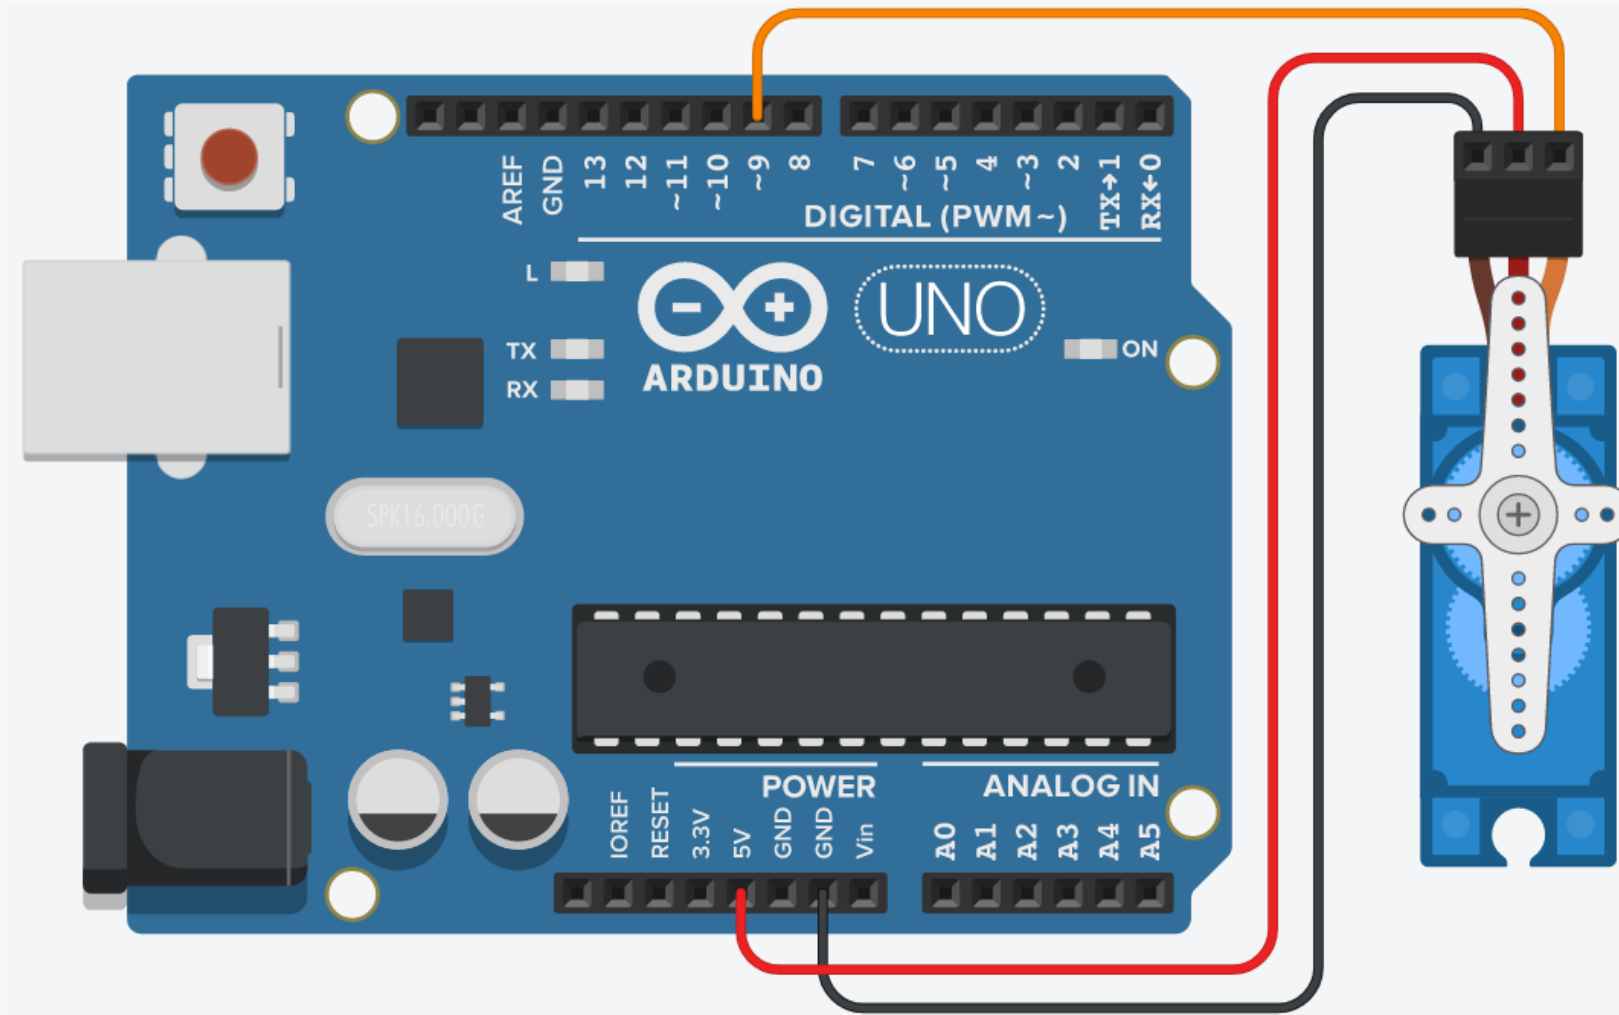 AREF
GND
13
12
~11
~10
~9
8
7
~6
~5
4
~3
2
TX→1
RX←0
DIGITAL (PWM~)
L
TX
RX
ARDUINO
UNO
ON
SPK16.000G
POWER
ANALOG IN
IOREF
RESET
3.3V
5V
GND
GND
Vin
A0
A1
A2
A3
A4
A5